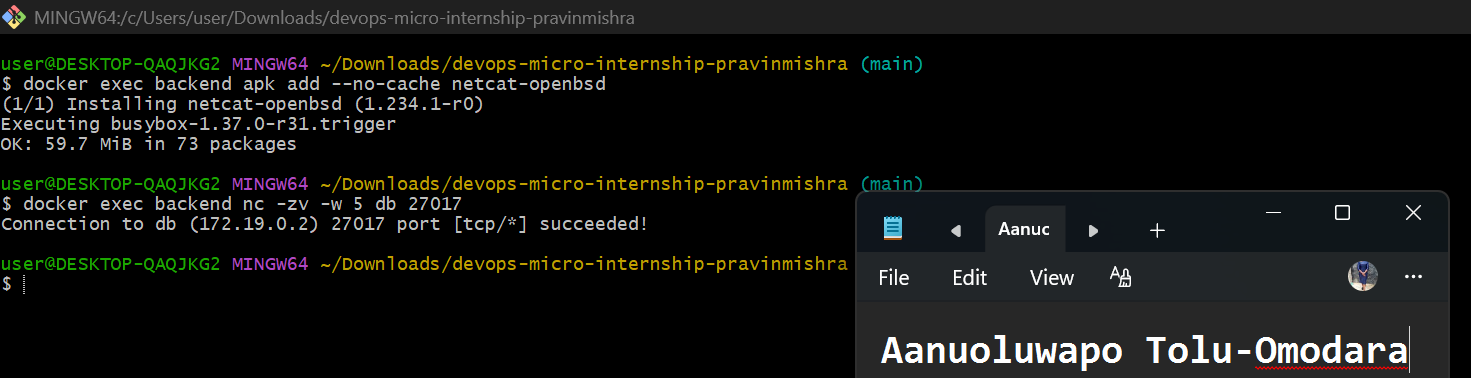 MINGW64:/c/Users/user/Downloads/devops-micro-internship-pravinmishra
user@DESKTOP-QAQJKG2 MINGW64 ~/Downloads/devops-micro-internship-pravinmishra (main)
$ docker exec backend apk add --no-cache netcat-openbsd
(1/1) Installing netcat-openbsd (1.234.1-r0)
Executing busybox-1.37.0-r31.trigger
OK: 59.7 MiB in 73 packages
user@DESKTOP-QAQJKG2 MINGW64 ~/Downloads/devops-micro-internship-pravinmishra (main)
$ docker exec backend nc -zv -w 5 db 27017
Connection to db (172.19.0.2) 27017 port [tcp/*] succeeded!
user@DESKTOP-QAQJKG2 MINGW64 ~/Downloads/devops-micro-internship-pravinmishra
$
Aanuc
File Edit View
Aanuoluwapo Tolu-Omodara